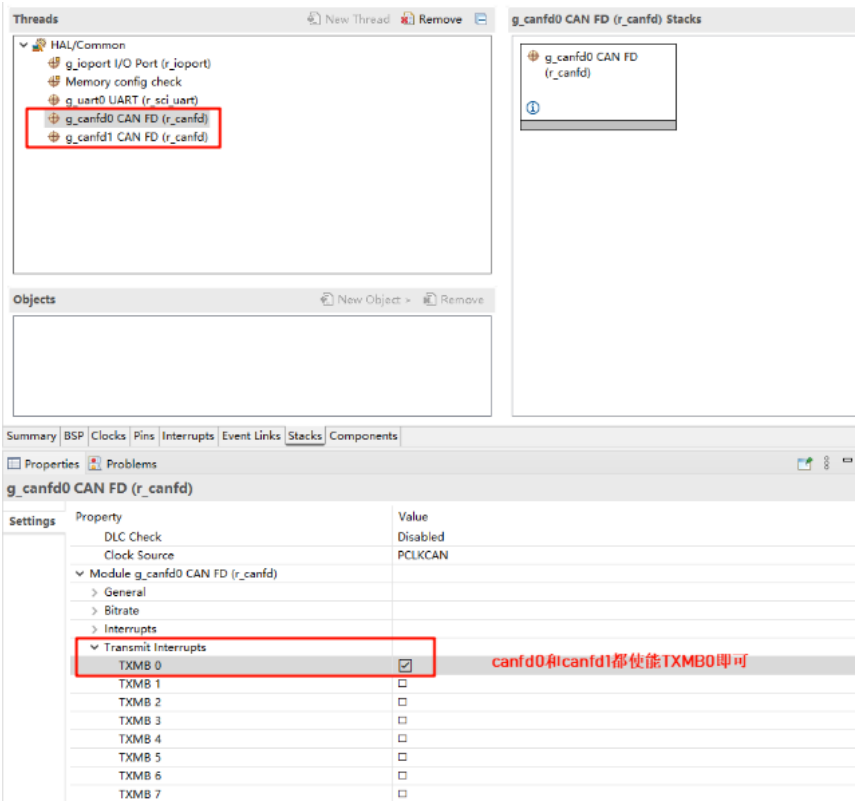 Threads
New Thread Remove
HAL/Common
g_ioport I/O Port (r_ioport)
Memory config check
g_uart0 UART (r_sci_uart)
g_canfd0 CAN FD (r_canfd)
g_canfd1 CAN FD (r_canfd)
g_canfd0 CAN FD (r_canfd) Stacks
g_canfd0 CAN FD
(r_canfd)
Objects
New Object > Remove
Summary BSP Clocks Pins Interrupts Event Links Stacks Components
Properties Problems
g_canfd0 CAN FD (r_canfd)
Settings
Property Value
DLC Check Disabled
Clock Source PCLKCAN
Module g_canfd0 CAN FD (r_canfd)
General
Bitrate
Interrupts
Transmit Interrupts
TXMB 0
canfd0和canfd1都使能TXMB0即可
TXMB 1
TXMB 2
TXMB 3
TXMB 4
TXMB 5
TXMB 6
TXMB 7